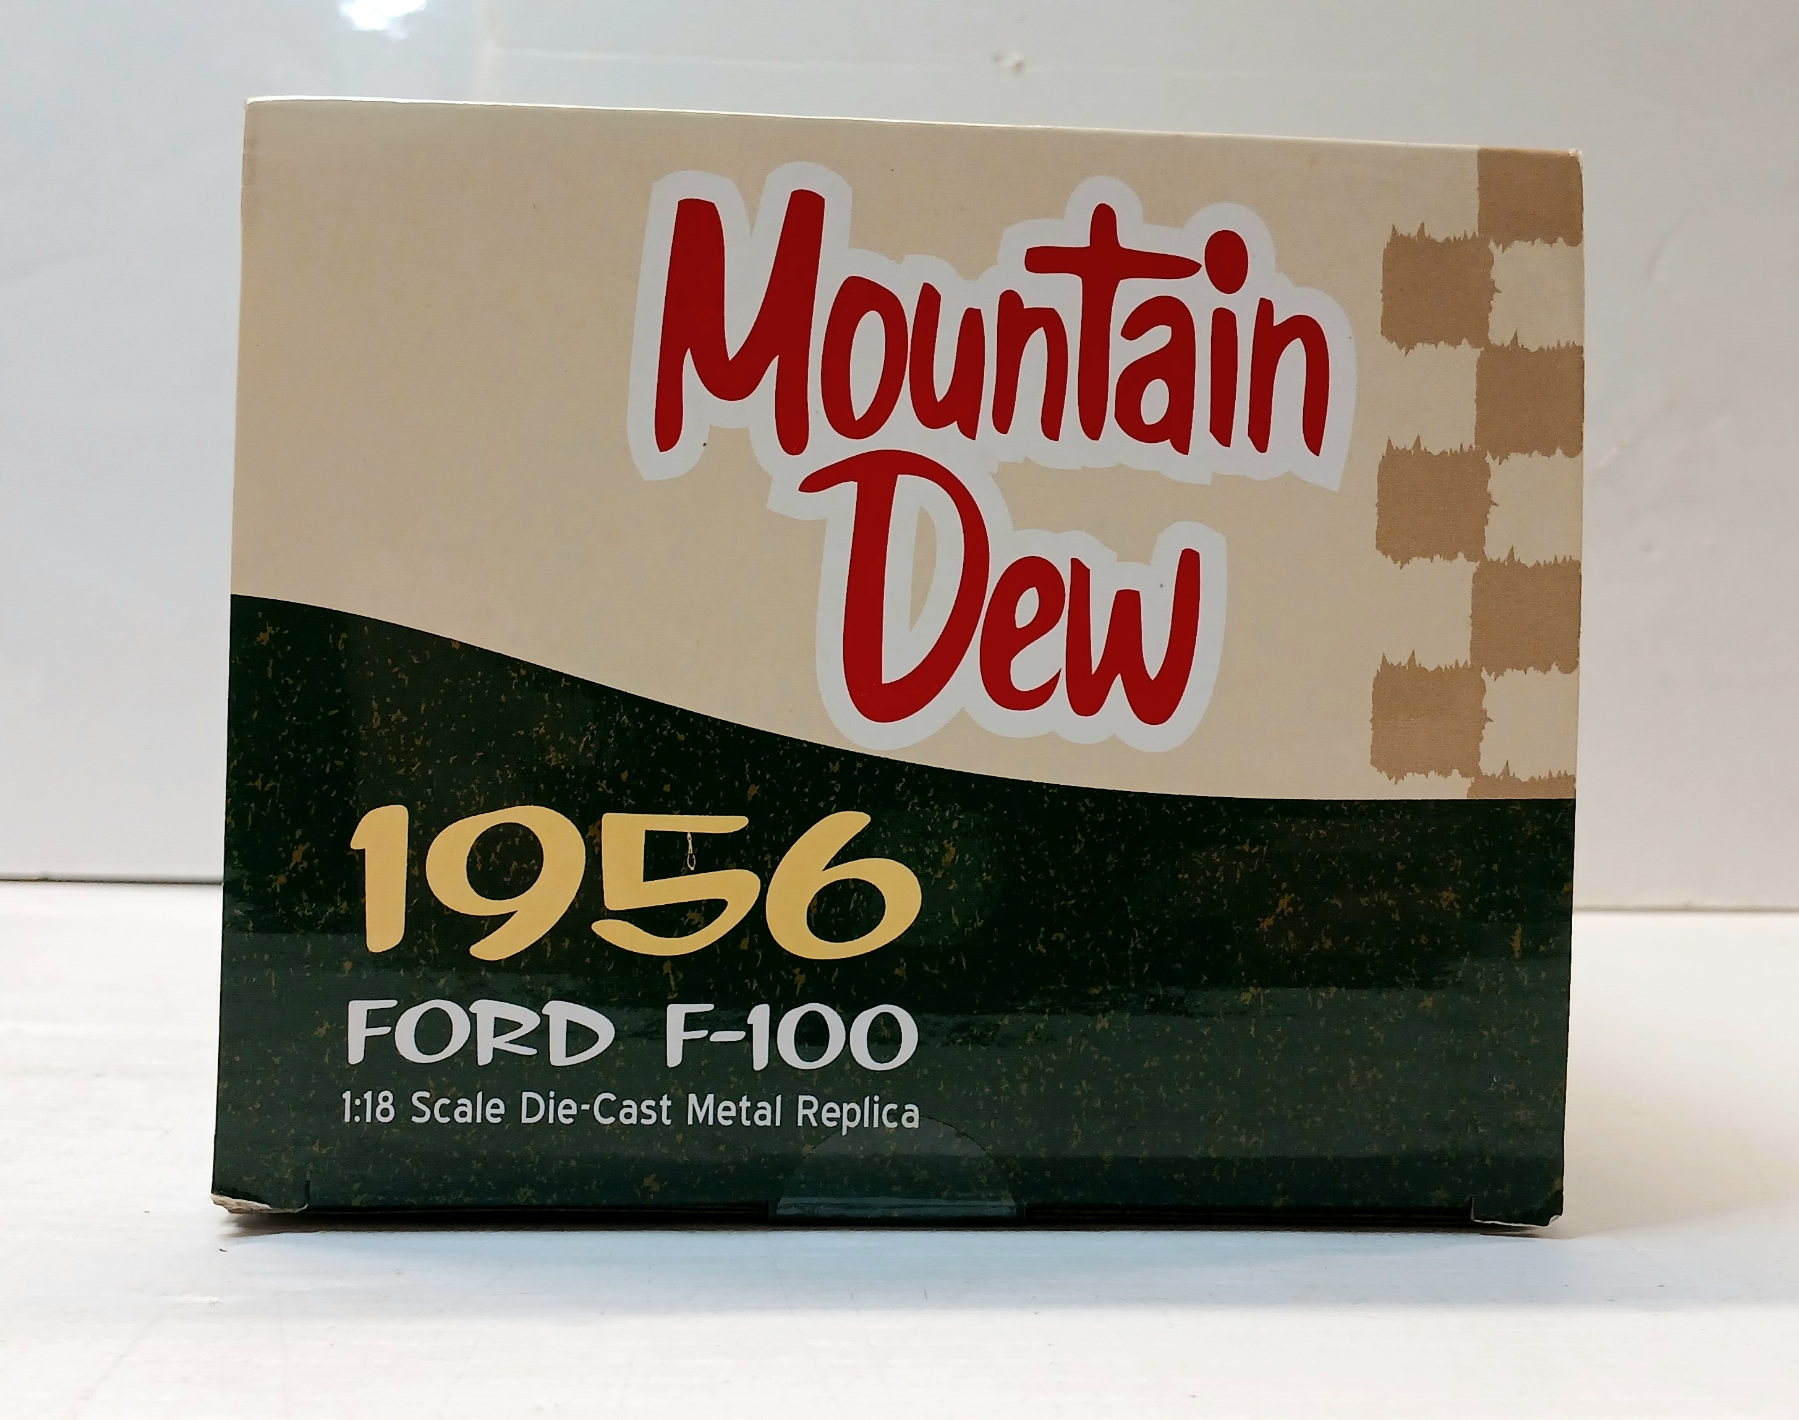 Mountain
Dew
1956
FORD F-100
1:18 Scale Die-Cast Metal Replica